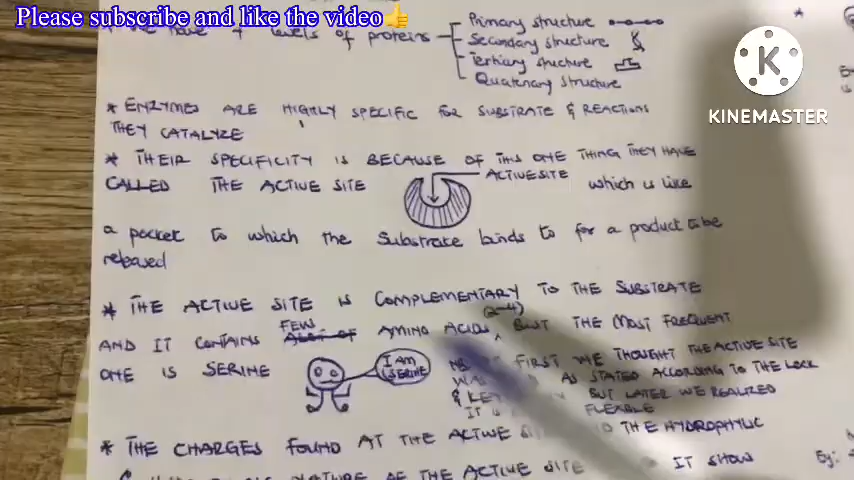 Please subscribe and like the video👍
KINEMASTER
* have 4 levels of proteins
Primary structure
Secondary structure
Tertiary structure
Quatenary structure
* ENZYMES ARE HIGHLY SPECIFIC FOR SUBSTRATE & REACTIONS
THEY CATALYZE
* THEIR SPECIFICITY IS BECAUSE OF THIS ONE THING THEY HAVE
CALLED THE ACTIVE SITE
ACTIVE SITE
which is like
a pocket to which the Substrate binds to for a product to be
released
* THE ACTIVE SITE IS COMPLEMENTARY TO THE SUBSTRATE
AND IT CONTAINS FEW AMINO ACIDS (2-4), BUT THE MOST FREQUENT
ONE IS SERINE
I AM SERINE
FIRST WE THOUGHT THE ACTIVE SITE
AS STATED ACCORDING TO THE LOCK
& KEY BUT LATER WE REALIZED
IT IS FLEXIBLE
* THE CHARGES FOUND AT THE ACTIVE THE HYDROPHILIC
NATURE OF THE ACTIVE SITE IT SHOW
Eg: